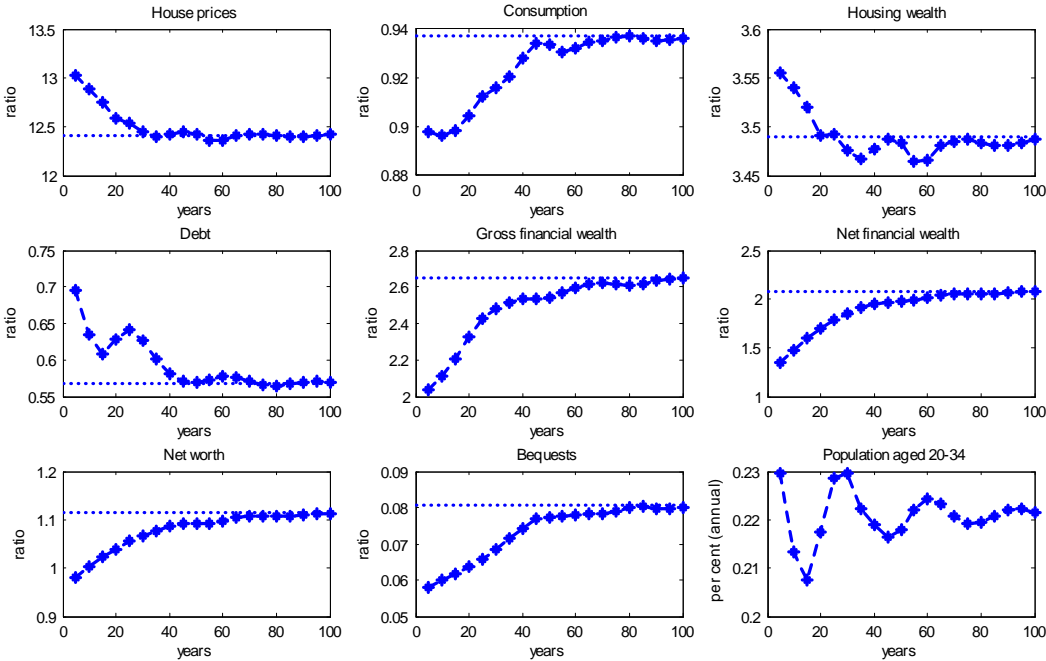 House prices
13.5
13
12.5
12
ratio
0 20 40 60 80 100
years
Consumption
0.94
0.92
0.9
0.88
ratio
0 20 40 60 80 100
years
Housing wealth
3.6
3.55
3.5
3.45
ratio
0 20 40 60 80 100
years
Debt
0.75
0.7
0.65
0.6
0.55
ratio
0 20 40 60 80 100
years
Gross financial wealth
2.8
2.6
2.4
2.2
2
ratio
0 20 40 60 80 100
years
Net financial wealth
2.5
2
1.5
1
ratio
0 20 40 60 80 100
years
Net worth
1.2
1.1
1
0.9
ratio
0 20 40 60 80 100
years
Bequests
0.09
0.08
0.07
0.06
0.05
ratio
0 20 40 60 80 100
years
Population aged 20-34
0.23
0.22
0.21
0.2
per cent (annual)
0 20 40 60 80 100
years